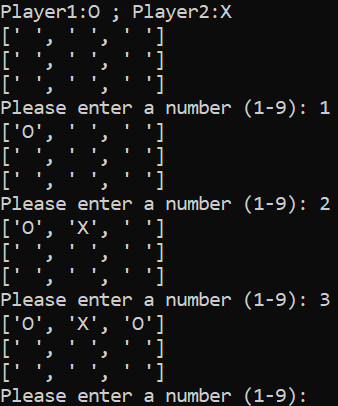 Player1:O ; Player2:X
[' ', ' ', ' ']
[' ', ' ', ' ']
[' ', ' ', ' ']
Please enter a number (1-9): 1
['O', ' ', ' ']
[' ', ' ', ' ']
[' ', ' ', ' ']
Please enter a number (1-9): 2
['O', 'X', ' ']
[' ', ' ', ' ']
[' ', ' ', ' ']
Please enter a number (1-9): 3
['O', 'X', 'O']
[' ', ' ', ' ']
[' ', ' ', ' ']
Please enter a number (1-9):